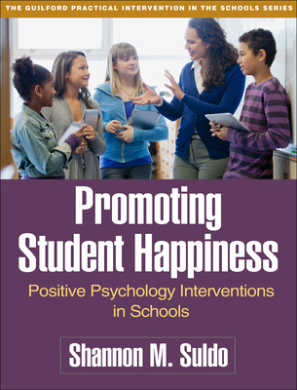 THE GUILFORD PRACTICAL INTERVENTION IN THE SCHOOLS SERIES
Promoting
Student Happiness
Positive Psychology Interventions
in Schools
Shannon M. Suldo